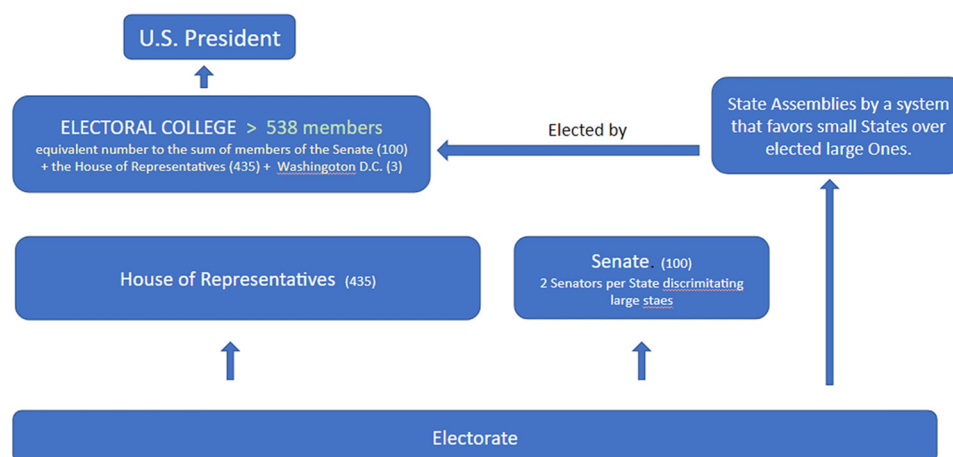 U.S. President
ELECTORAL COLLEGE > 538 members
equivalent number to the sum of members of the Senate (100)
+ the House of Representatives (435) + Washingoton D.C. (3)
Elected by
State Assemblies by a system
that favors small States over
elected large Ones.
House of Representatives (435)
Senate. (100)
2 Senators per State discrimitating
large staes
Electorate